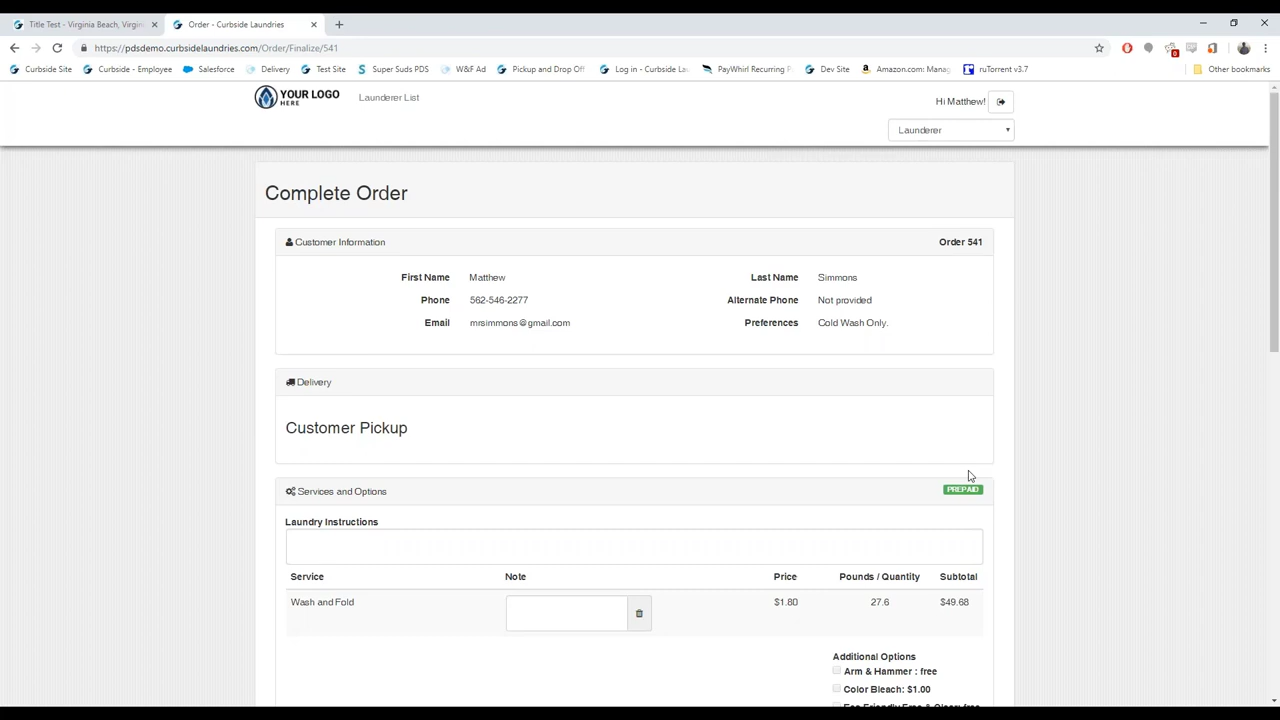 Title Test - Virginia Beach, Virgini
Order - Curbside Laundries
https://pdsdemo.curbsidelaundries.com/Order/Finalize/541
Curbside Site
Curbside - Employee
Salesforce
Delivery
Test Site
Super Suds PDS
W&F Ad
Pickup and Drop Off
Log in - Curbside La
PayWhirl Recurring P
Dev Site
Amazon.com: Manag
ruTorrent v3.7
Other bookmarks
YOUR LOGO
HERE
Launderer List
Hi Matthew!
Launderer
Complete Order
Customer Information
Order 541
First Name Matthew
Last Name Simmons
Phone 562-546-2277
Alternate Phone Not provided
Email mrsimmons@gmail.com
Preferences Cold Wash Only.
Delivery
Customer Pickup
Services and Options
PREPAID
Laundry Instructions
Service Note Price Pounds / Quantity Subtotal
Wash and Fold $1.80 27.6 $49.68
Additional Options
Arm & Hammer : free
Color Bleach: $1.00
Eco Friendly Free & Clear: free